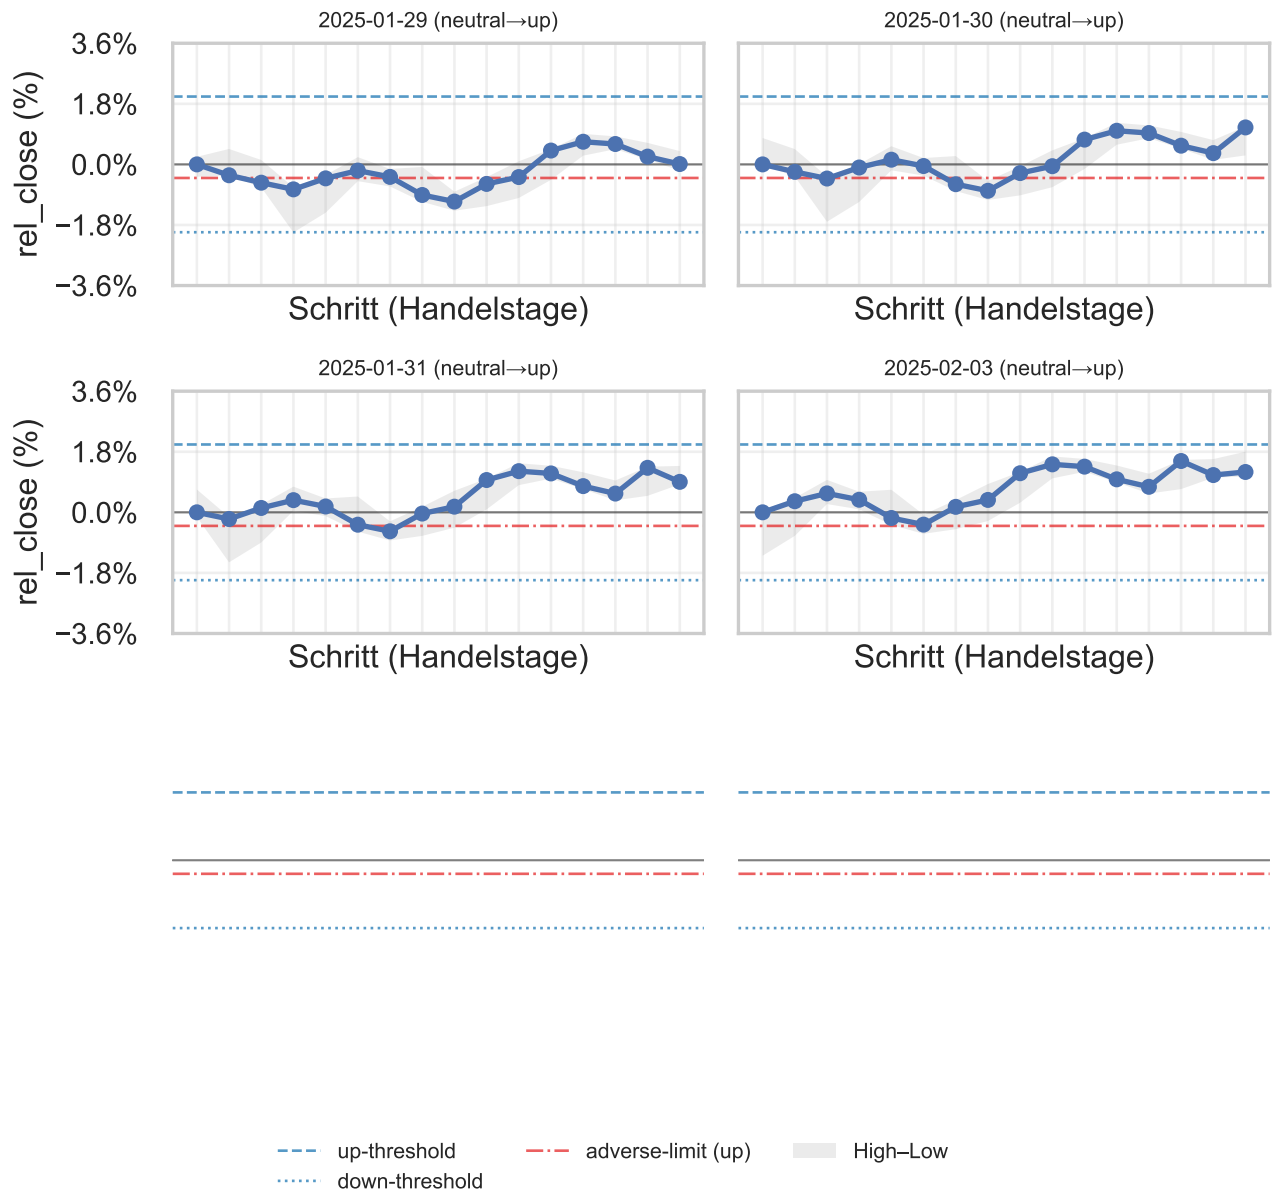 2025-01-29 (neutral→up)
2025-01-30 (neutral→up)
3.6%
1.8%
0.0%
−1.8%
−3.6%
rel_close (%)
Schritt (Handelstage)
Schritt (Handelstage)
2025-01-31 (neutral→up)
2025-02-03 (neutral→up)
3.6%
1.8%
0.0%
−1.8%
−3.6%
rel_close (%)
Schritt (Handelstage)
Schritt (Handelstage)
up-threshold
down-threshold
adverse-limit (up)
High–Low